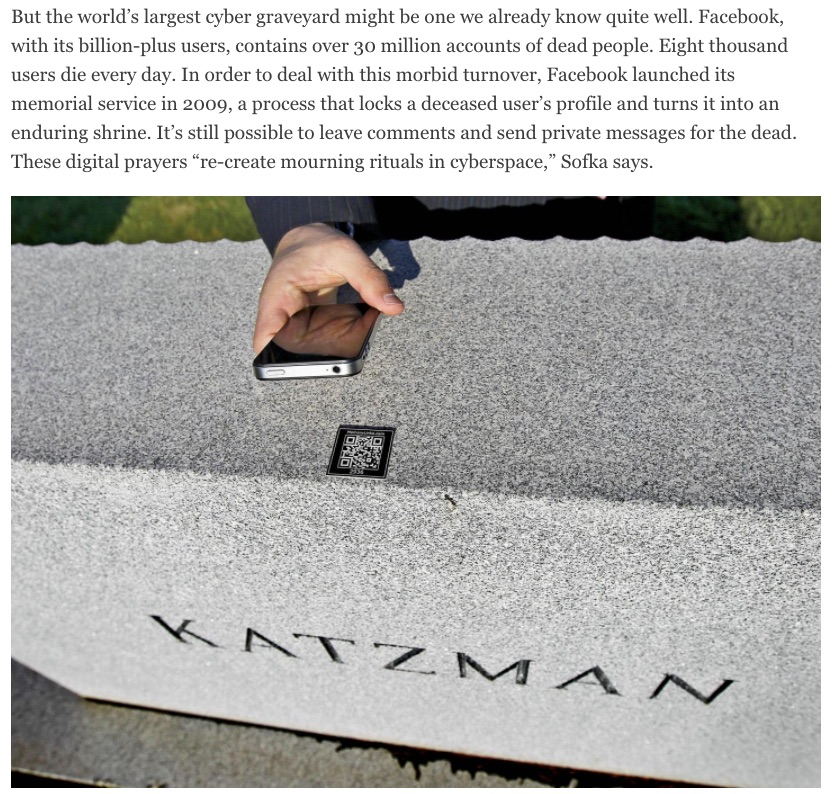 But the world’s largest cyber graveyard might be one we already know quite well. Facebook,
with its billion-plus users, contains over 30 million accounts of dead people. Eight thousand
users die every day. In order to deal with this morbid turnover, Facebook launched its
memorial service in 2009, a process that locks a deceased user’s profile and turns it into an
enduring shrine. It’s still possible to leave comments and send private messages for the dead.
These digital prayers “re-create mourning rituals in cyberspace,” Sofka says.
KATZMAN